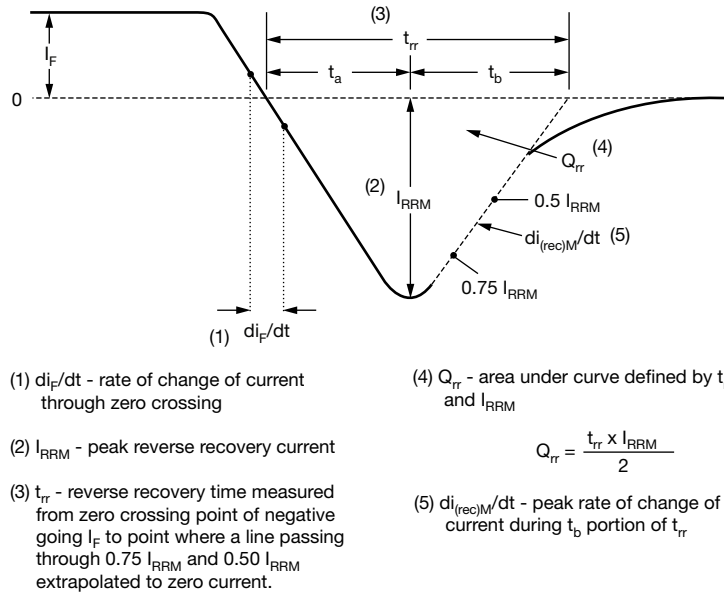 (3)
t_rr
I_F
t_a
t_b
0
(4)
Q_rr
(2)
I_RRM
0.5 I_RRM
di_(rec)M/dt (5)
0.75 I_RRM
(1) di_F/dt
(1) di_F/dt - rate of change of current
through zero crossing
(2) I_RRM - peak reverse recovery current
(3) t_rr - reverse recovery time measured
from zero crossing point of negative
going I_F to point where a line passing
through 0.75 I_RRM and 0.50 I_RRM
extrapolated to zero current.
(4) Q_rr - area under curve defined by t
and I_RRM
Q_rr = t_rr x I_RRM / 2
(5) di_(rec)M/dt - peak rate of change of
current during t_b portion of t_rr